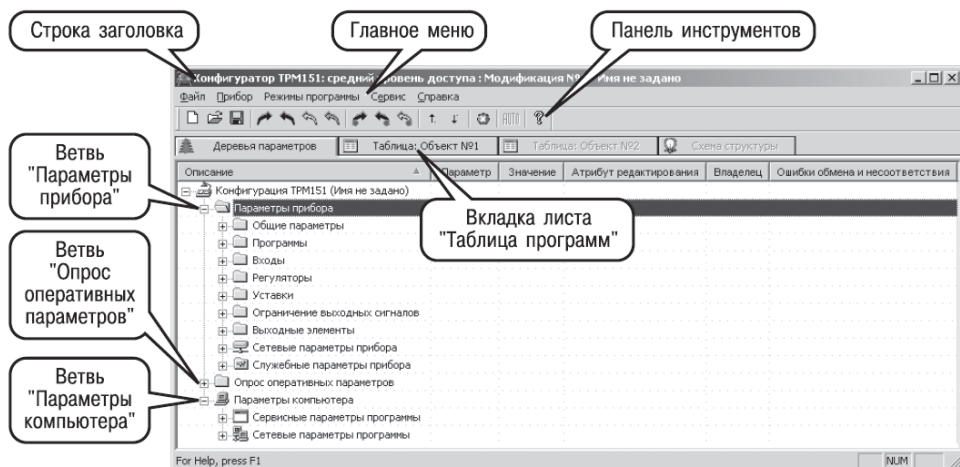 Строка заголовка
Главное меню
Панель инструментов
Конфигуратор ТРМ151: средний уровень доступа : Модификация № Имя не задано
Файл Прибор Режимы программы Сервис Справка
AUTO
Деревья параметров
Таблица: Объект №1
Таблица: Объект №2
Схема структуры
Описание
Параметр
Значение
Атрибут редактирования
Владелец
Ошибки обмена и несоответствия
Ветвь
"Параметры
прибора"
Конфигурация ТРМ151 (Имя не задано)
Параметры прибора
Общие параметры
Программы
Входы
Регуляторы
Уставки
Ограничение выходных сигналов
Выходные элементы
Сетевые параметры прибора
Служебные параметры прибора
Вкладка листа
"Таблица программ"
Ветвь
"Опрос
оперативных
параметров"
Опрос оперативных параметров
Ветвь
"Параметры
компьютера"
Параметры компьютера
Сервисные параметры программы
Сетевые параметры программы
For Help, press F1
NUM